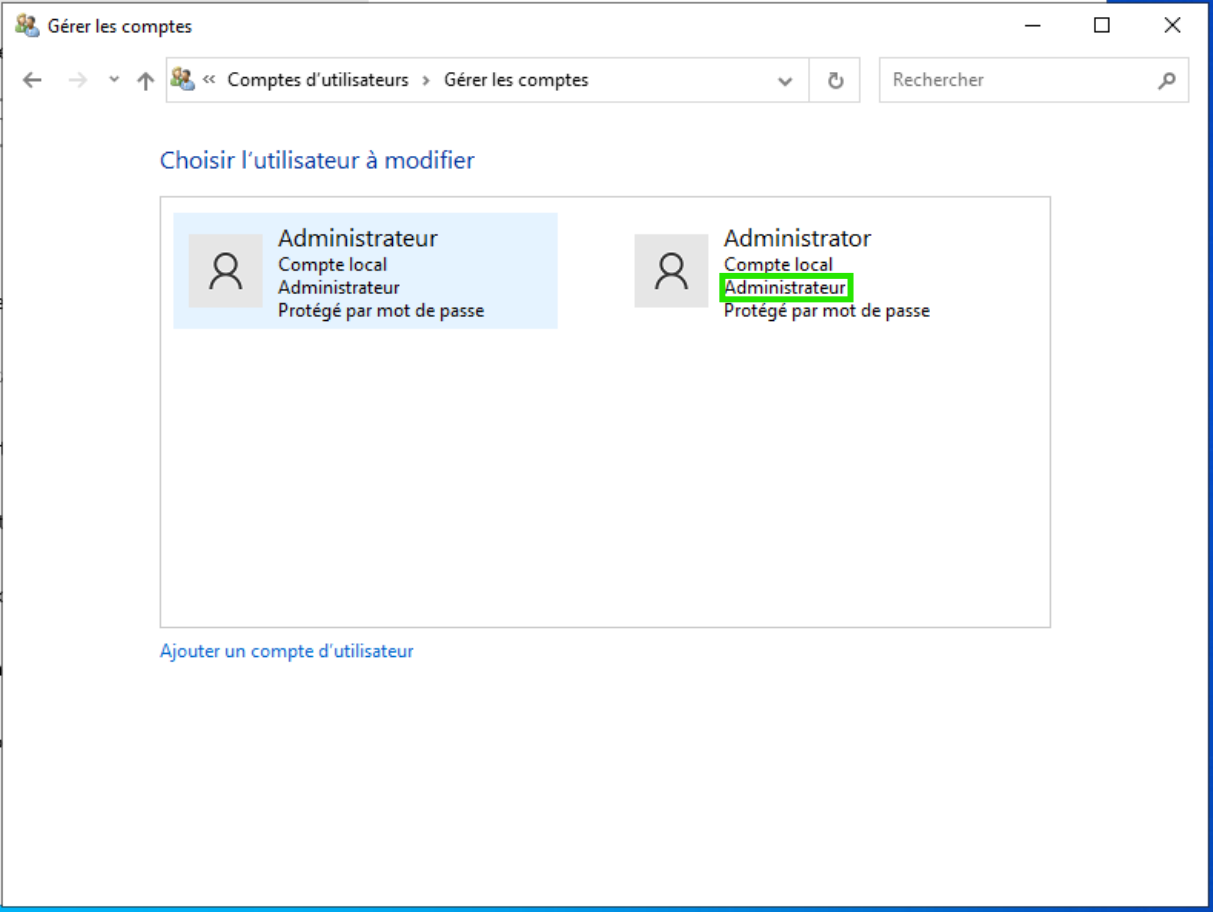 Gérer les comptes
« Comptes d'utilisateurs › Gérer les comptes
Rechercher
Choisir l'utilisateur à modifier
Administrateur
Compte local
Administrateur
Protégé par mot de passe
Administrator
Compte local
Administrateur
Protégé par mot de passe
Ajouter un compte d'utilisateur